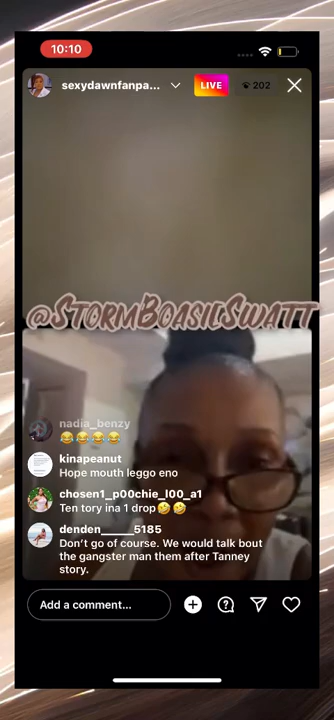 10:10
sexydawnfanpa...
LIVE
202
@STORMBOASILSWATT
nadia_benzy
😂😂😂😂
kinapeanut
Hope mouth leggo eno
chosen1_p00chie_l00_a1
Ten tory ina 1 drop🤣🤣
denden_____5185
Don't go of course. We would talk bout
the gangster man them after Tanney
story.
Add a comment...